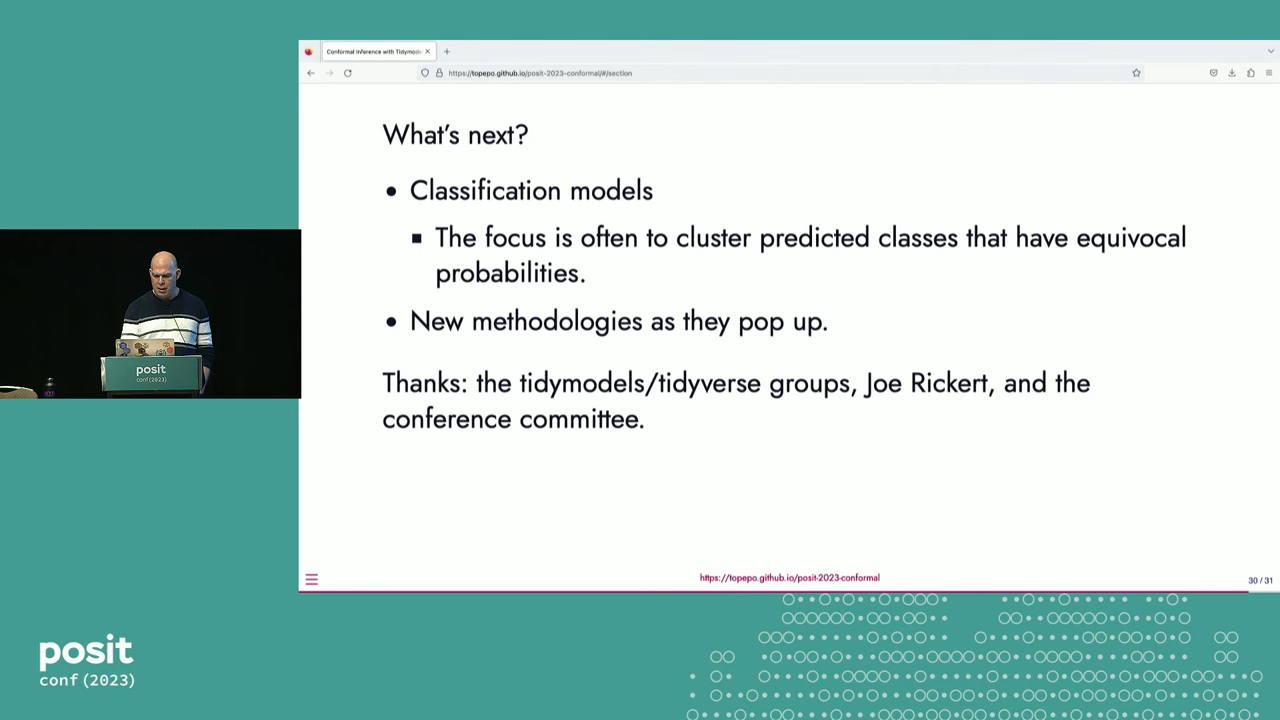 Conformal Inference with Tidymode
https://topepo.github.io/posit-2023-conformal/#/section
What's next?
• Classification models
▪ The focus is often to cluster predicted classes that have equivocal
probabilities.
• New methodologies as they pop up.
Thanks: the tidymodels/tidyverse groups, Joe Rickert, and the
conference committee.
https://topepo.github.io/posit-2023-conformal
30 / 31
posit
conf(2023)
posit
conf(2023)